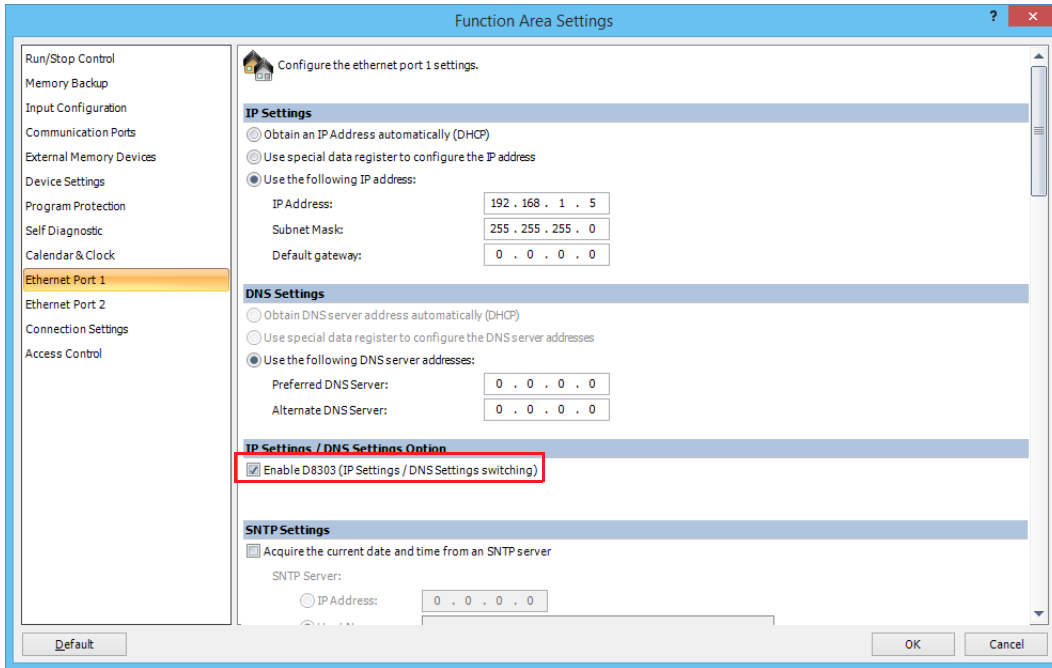 Function Area Settings
?
Run/Stop Control
Memory Backup
Input Configuration
Communication Ports
External Memory Devices
Device Settings
Program Protection
Self Diagnostic
Calendar & Clock
Ethernet Port 1
Ethernet Port 2
Connection Settings
Access Control
Configure the ethernet port 1 settings.
IP Settings
Obtain an IP Address automatically (DHCP)
Use special data register to configure the IP address
Use the following IP address:
IP Address: 192 . 168 . 1 . 5
Subnet Mask: 255 . 255 . 255 . 0
Default gateway: 0 . 0 . 0 . 0
DNS Settings
Obtain DNS server address automatically (DHCP)
Use special data register to configure the DNS server addresses
Use the following DNS server addresses:
Preferred DNS Server: 0 . 0 . 0 . 0
Alternate DNS Server: 0 . 0 . 0 . 0
IP Settings / DNS Settings Option
Enable D8303 (IP Settings / DNS Settings switching)
SNTP Settings
Acquire the current date and time from an SNTP server
SNTP Server:
IP Address: 0 . 0 . 0 . 0
Default
OK
Cancel